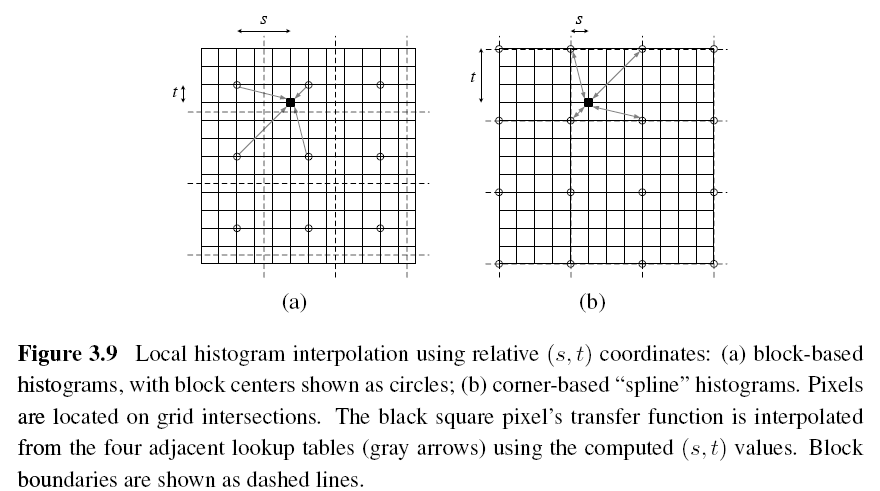 s
s
t
t
(a)
(b)
Figure 3.9 Local histogram interpolation using relative (s, t) coordinates: (a) block-based
histograms, with block centers shown as circles; (b) corner-based “spline” histograms. Pixels
are located on grid intersections. The black square pixel’s transfer function is interpolated
from the four adjacent lookup tables (gray arrows) using the computed (s, t) values. Block
boundaries are shown as dashed lines.